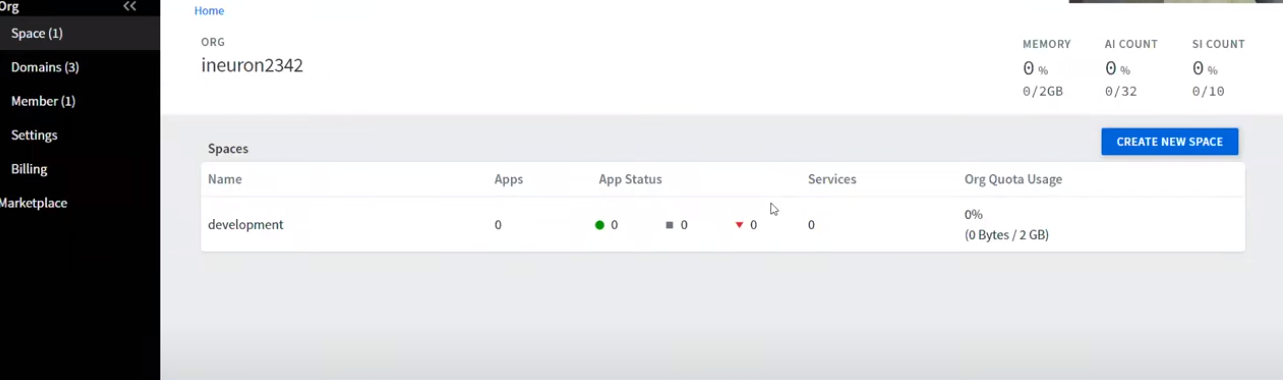 Org
Space (1)
Domains (3)
Member (1)
Settings
Billing
Marketplace
Home
ORG
ineuron2342
MEMORY AI COUNT SI COUNT
0 % 0 % 0 %
0/2GB 0/32 0/10
Spaces
CREATE NEW SPACE
Name Apps App Status Services Org Quota Usage
development 0 0 0 0 0 0%
(0 Bytes / 2 GB)